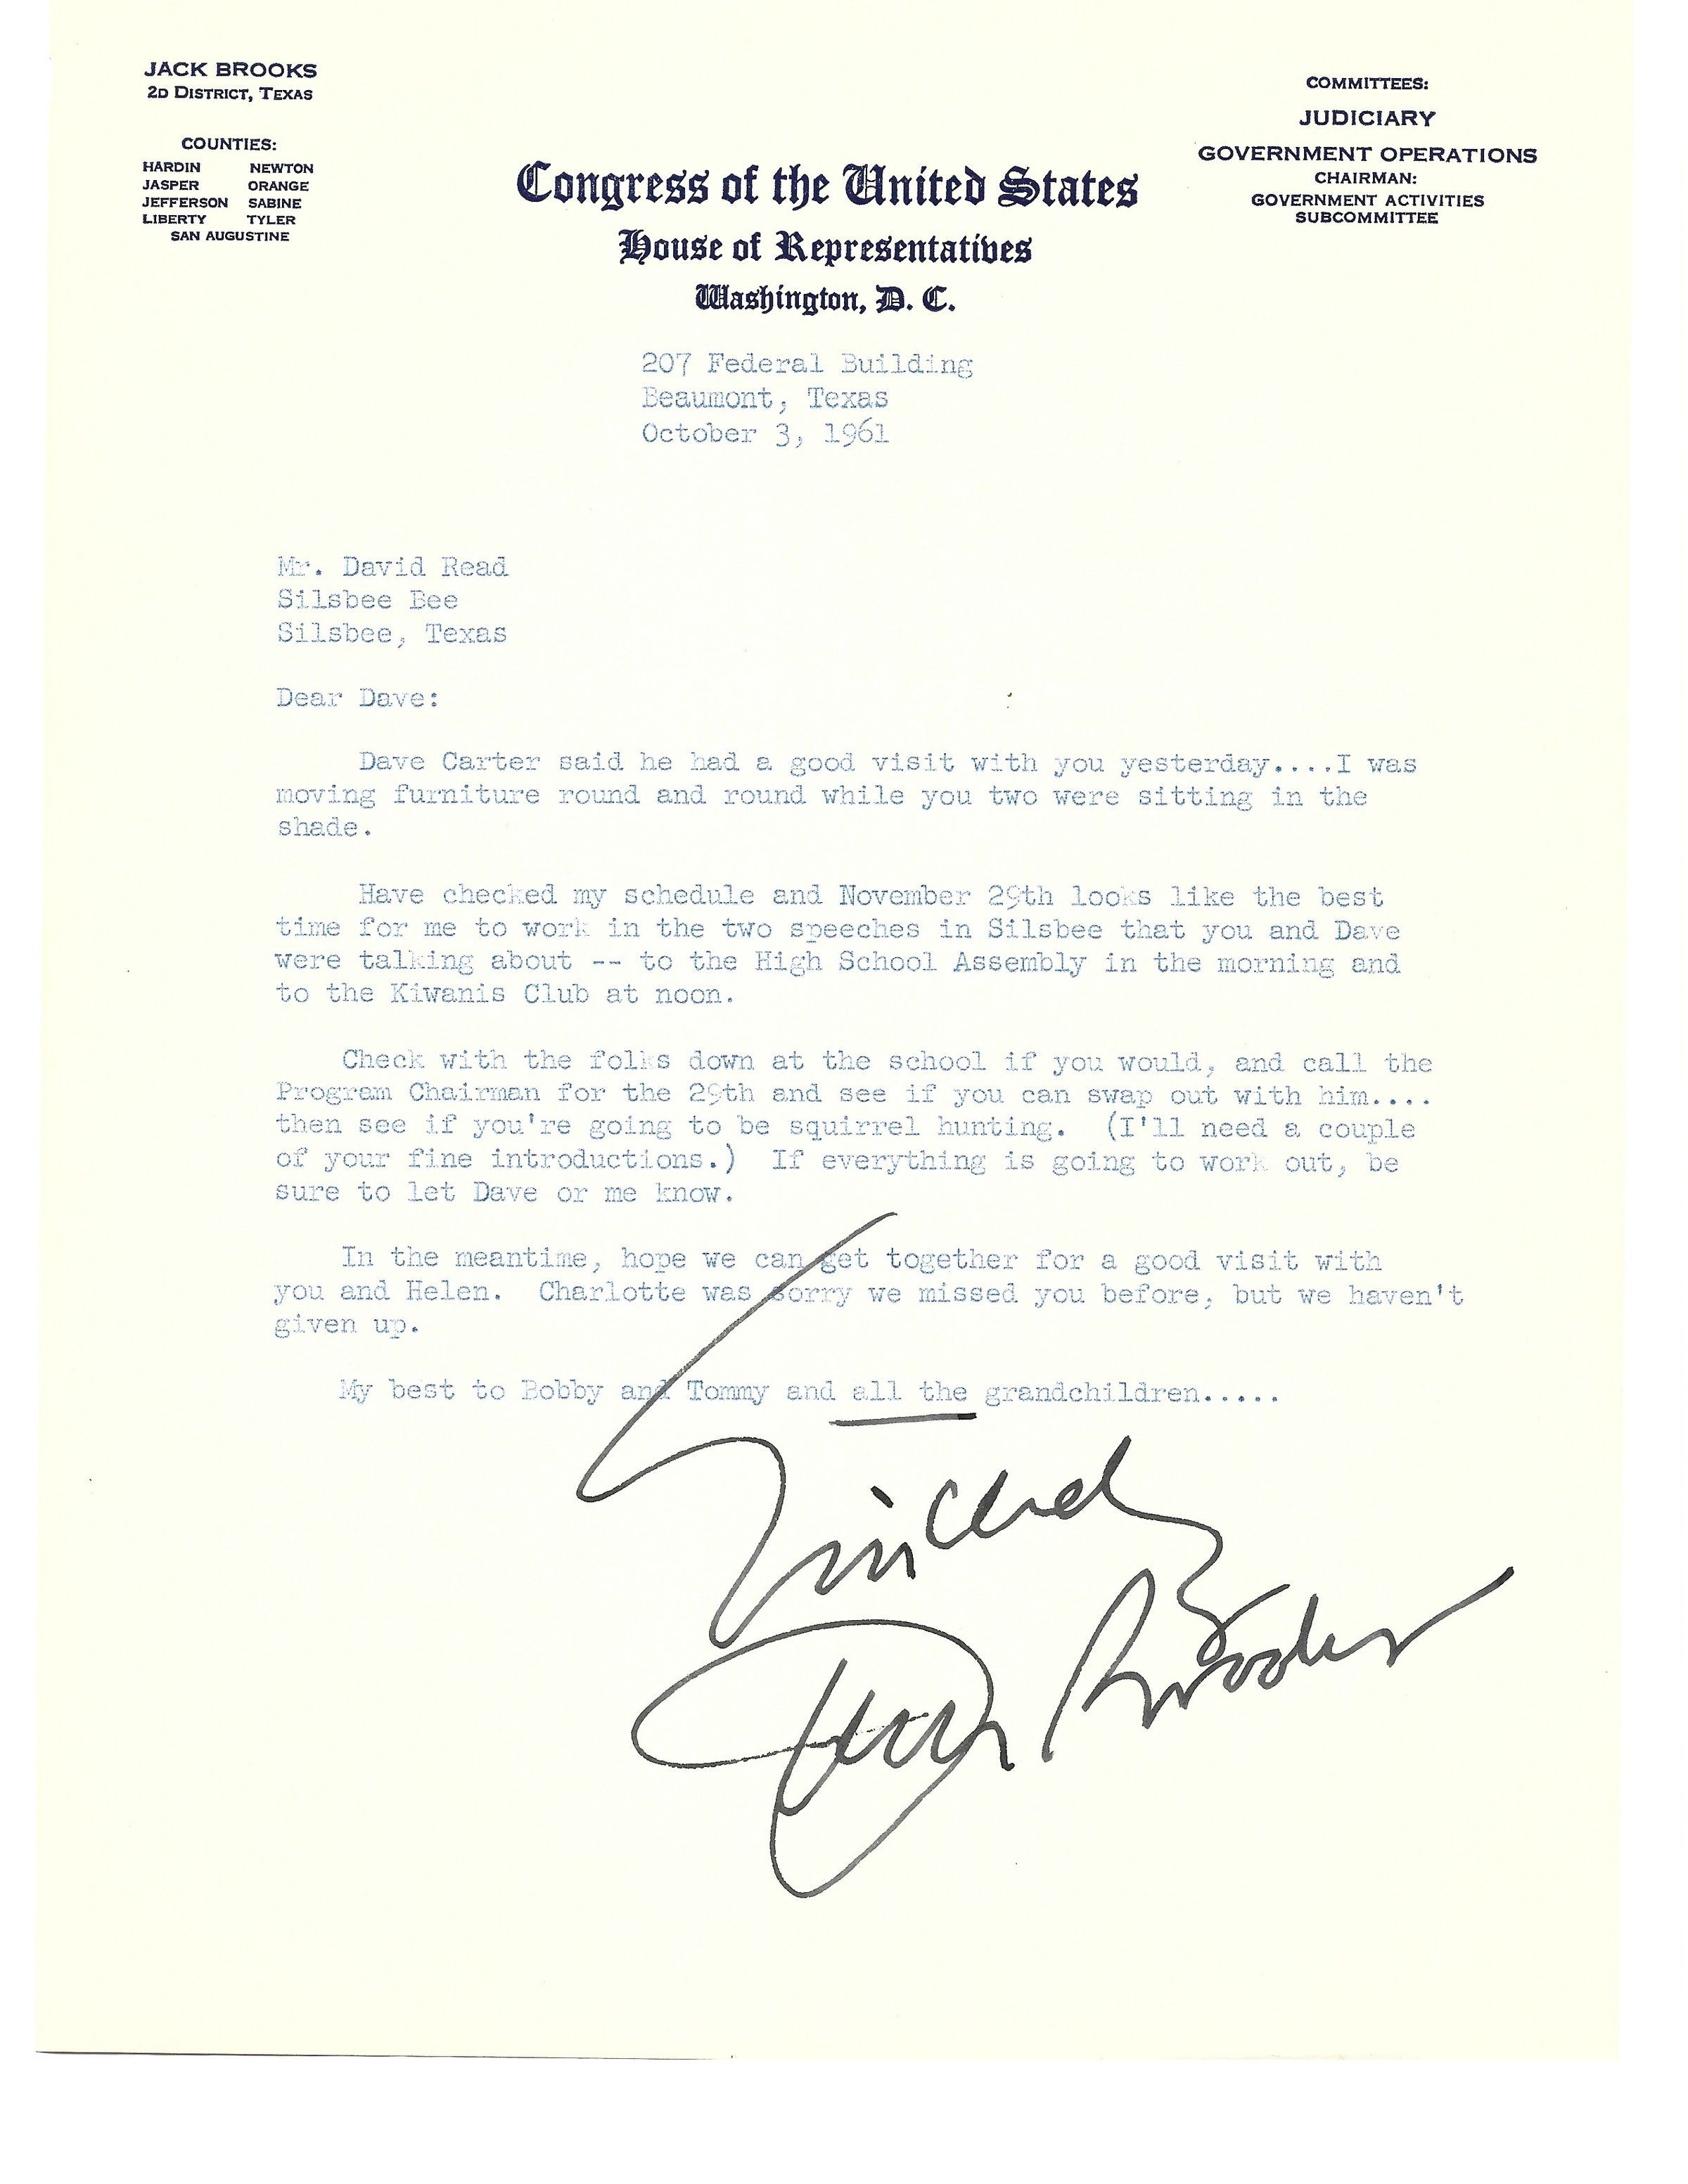 JACK BROOKS
2D DISTRICT, TEXAS
COUNTIES:
HARDIN NEWTON
JASPER ORANGE
JEFFERSON SABINE
LIBERTY TYLER
SAN AUGUSTINE
COMMITTEES:
JUDICIARY
GOVERNMENT OPERATIONS
CHAIRMAN:
GOVERNMENT ACTIVITIES
SUBCOMMITTEE
Congress of the United States
House of Representatives
Washington, D. C.
207 Federal Building
Beaumont, Texas
October 3, 1961
Mr. David Read
Silsbee Bee
Silsbee, Texas
Dear Dave:
Dave Carter said he had a good visit with you yesterday....I was
moving furniture round and round while you two were sitting in the
shade.
Have checked my schedule and November 29th looks like the best
time for me to work in the two speeches in Silsbee that you and Dave
were talking about -- to the High School Assembly in the morning and
to the Kiwanis Club at noon.
Check with the folks down at the school if you would, and call the
Program Chairman for the 29th and see if you can swap out with him....
then see if you're going to be squirrel hunting. (I'll need a couple
of your fine introductions.) If everything is going to work out, be
sure to let Dave or me know.
In the meantime, hope we can get together for a good visit with
you and Helen. Charlotte was sorry we missed you before, but we haven't
given up.
My best to Bobby and Tommy and all the grandchildren.....
Sincerely
Jack Brooks